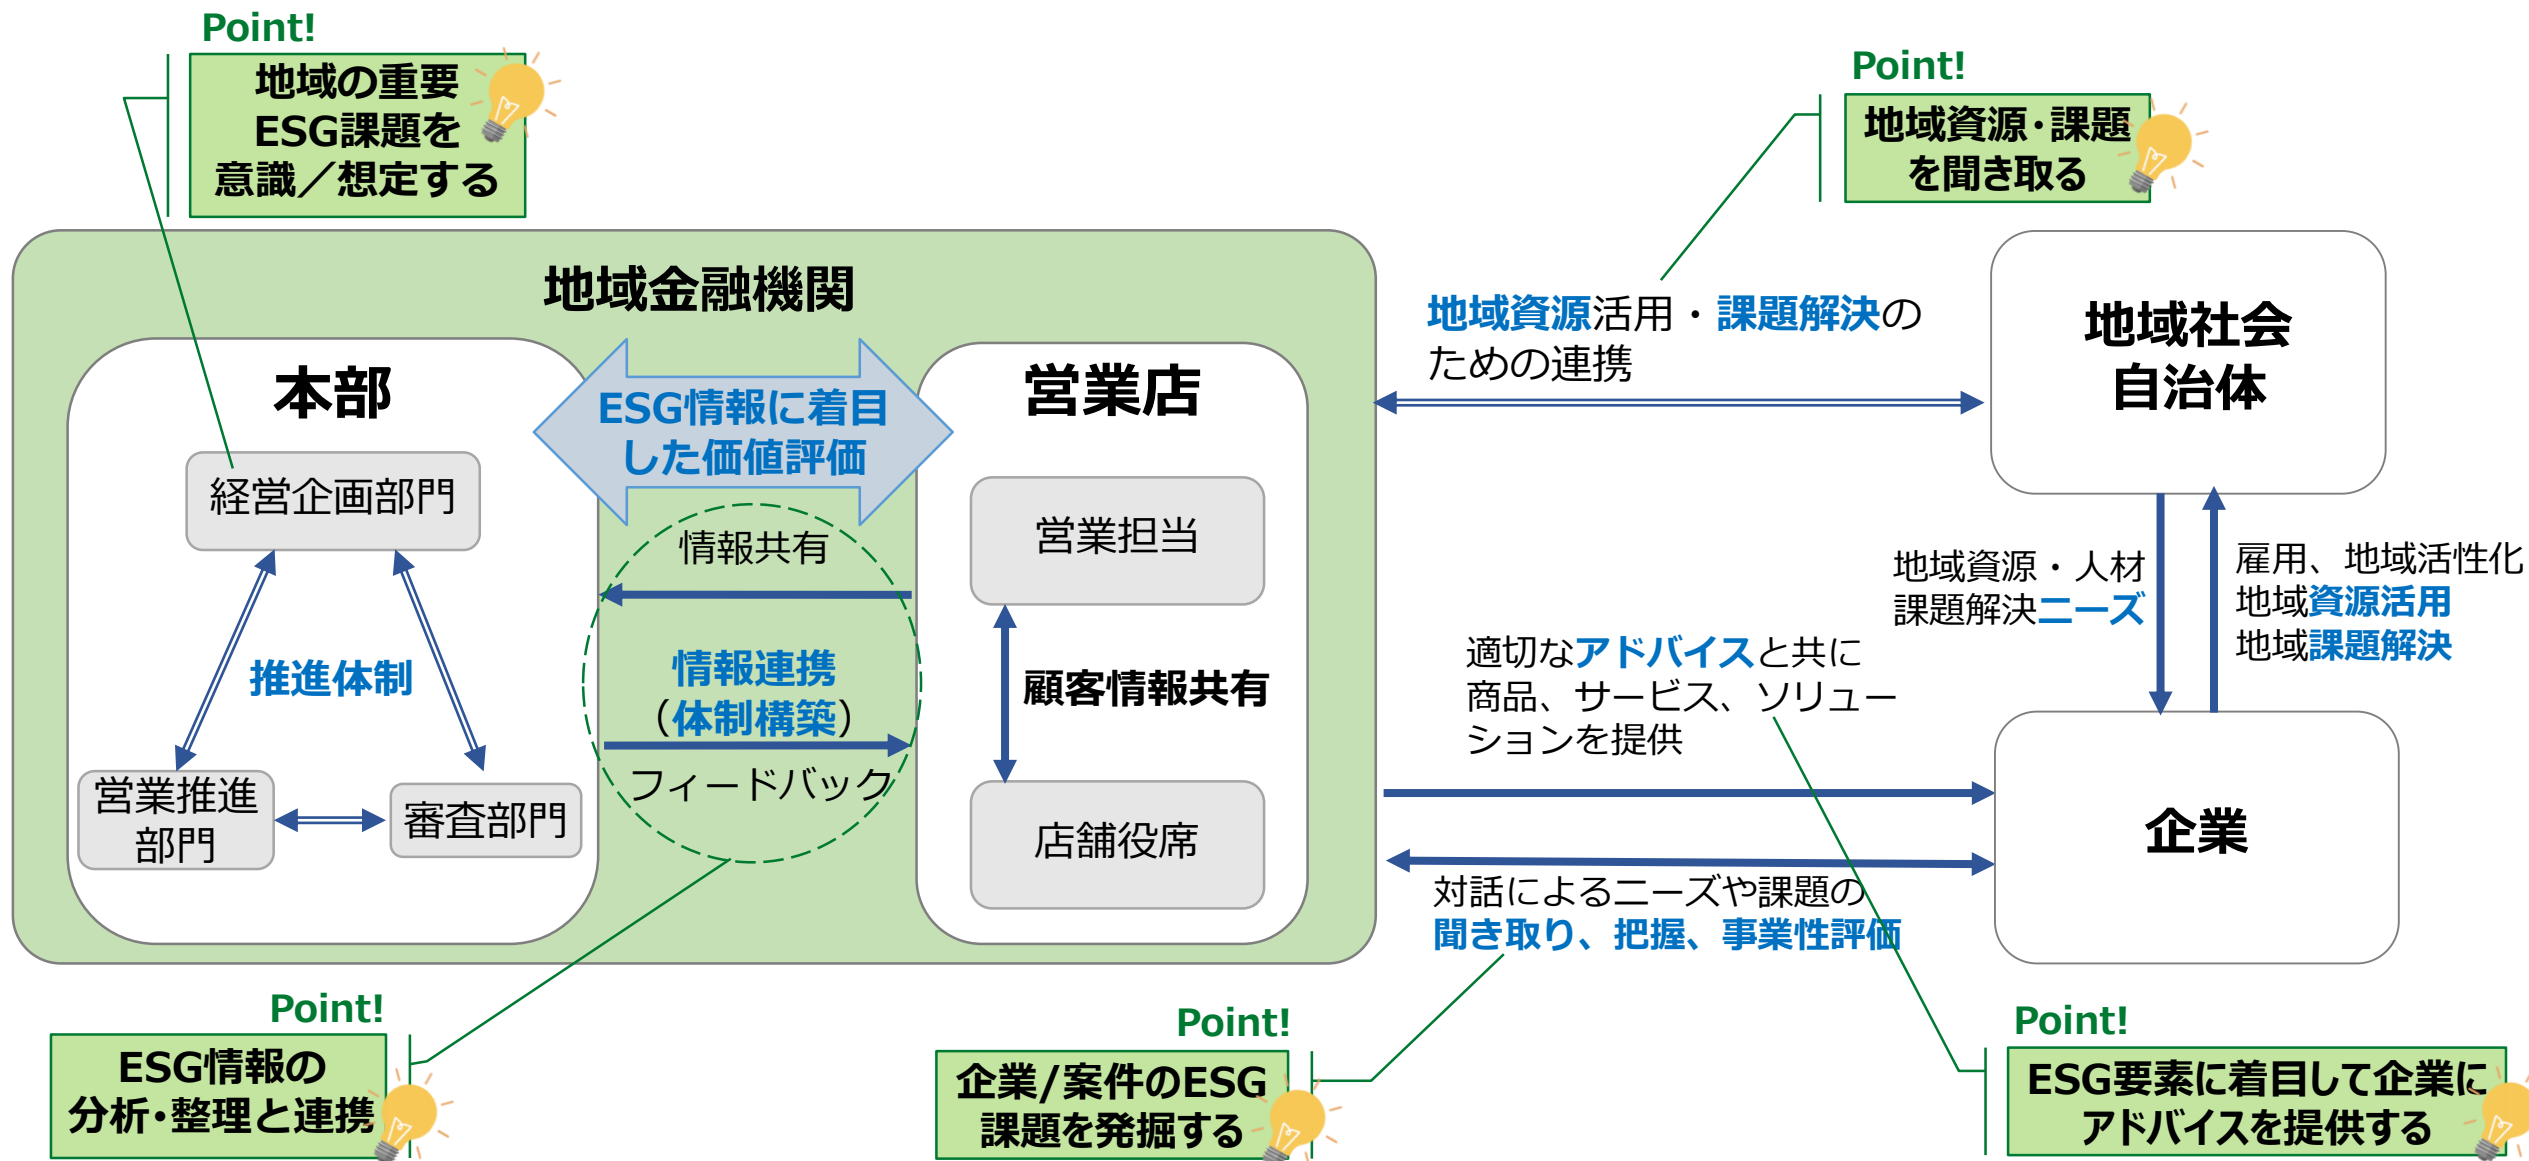 Point!
地域の重要
ESG課題を
意識／想定する
Point!
地域資源・課題
を聞き取る
地域金融機関
本部
経営企画部門
推進体制
営業推進
部門
審査部門
ESG情報に着目
した価値評価
情報共有
情報連携
（体制構築）
フィードバック
営業店
営業担当
顧客情報共有
店舗役席
地域資源活用・課題解決の
ための連携
地域社会
自治体
地域資源・人材
課題解決ニーズ
雇用、地域活性化
地域資源活用
地域課題解決
適切なアドバイスと共に
商品、サービス、ソリュー
ションを提供
企業
対話によるニーズや課題の
聞き取り、把握、事業性評価
Point!
ESG情報の
分析・整理と連携
Point!
企業/案件のESG
課題を発掘する
Point!
ESG要素に着目して企業に
アドバイスを提供する